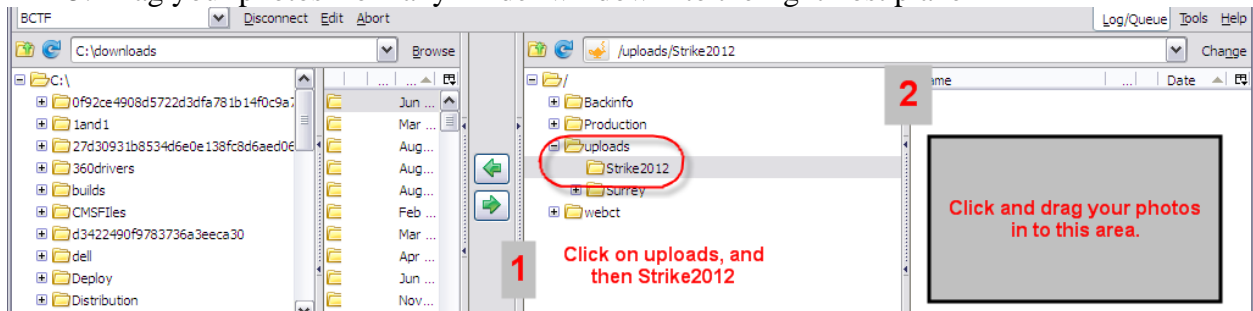 BCTF Disconnect Edit Abort Log/Queue Tools Help
C:\downloads Browse /uploads/Strike2012 Change
C:\ ... ... / ... Date
0f92ce4908d5722d3dfa781b14f0c9a7 Jun ... Backinfo 2
1and1 Mar ... Production
27d30931b8534d6e0e138fc8d6aed06 Aug... uploads
360drivers Aug... Strike2012
builds Aug... Surrey
CMSFIles Feb ... webct Click and drag your photos
d3422490f9783736a3eeca30 Mar ... in to this area.
dell Apr ... 1 Click on uploads, and
Deploy Jun ... then Strike2012
Distribution Nov...